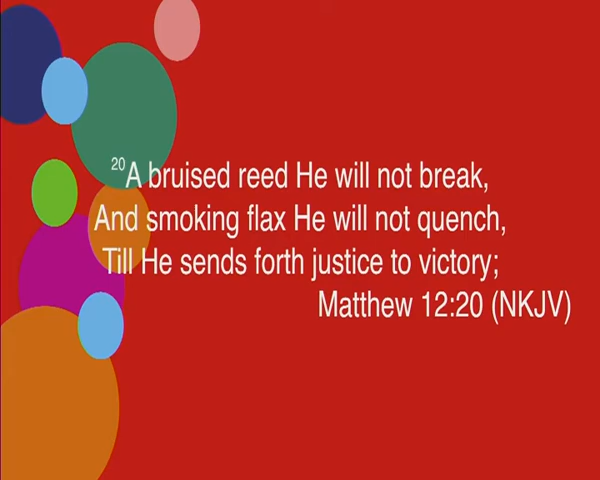 20A bruised reed He will not break,
And smoking flax He will not quench,
Till He sends forth justice to victory;
Matthew 12:20 (NKJV)